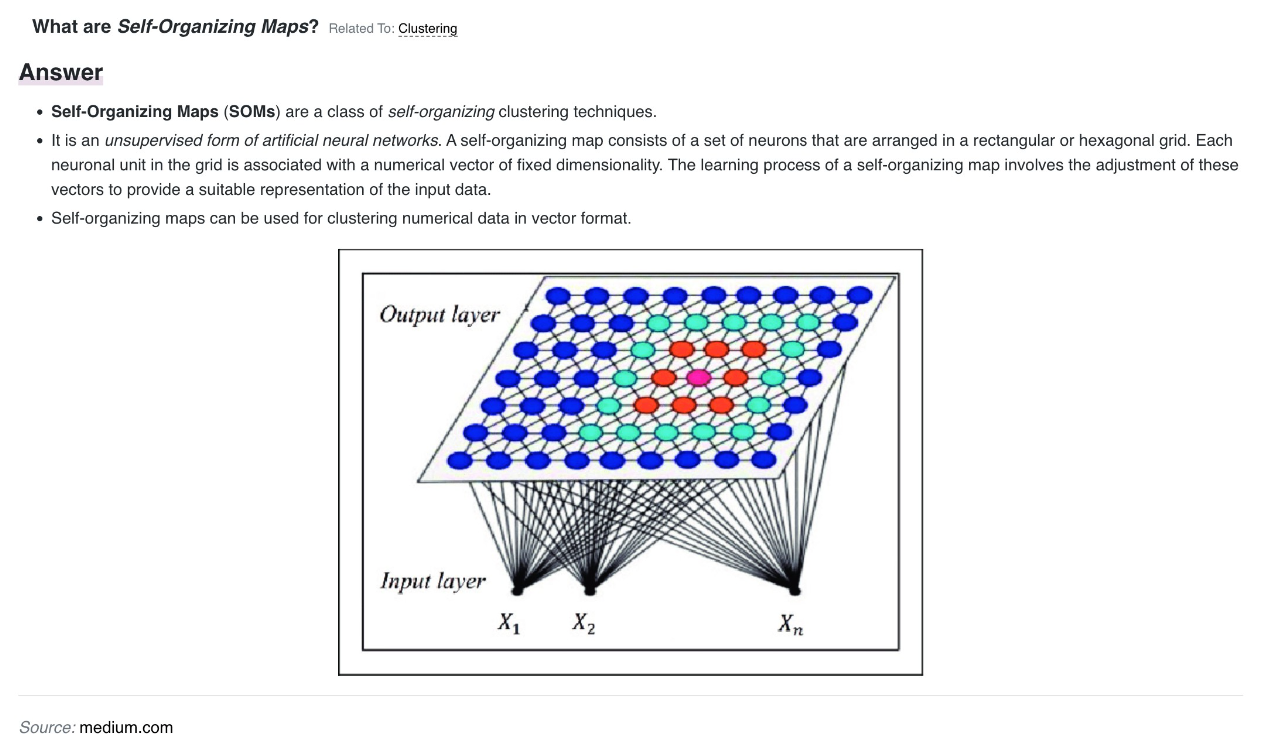 What are Self-Organizing Maps? Related To: Clustering
Answer
• Self-Organizing Maps (SOMs) are a class of self-organizing clustering techniques.
• It is an unsupervised form of artificial neural networks. A self-organizing map consists of a set of neurons that are arranged in a rectangular or hexagonal grid. Each
neuronal unit in the grid is associated with a numerical vector of fixed dimensionality. The learning process of a self-organizing map involves the adjustment of these
vectors to provide a suitable representation of the input data.
• Self-organizing maps can be used for clustering numerical data in vector format.
Output layer
Input layer
X₁ X₂ Xₙ
Source: medium.com